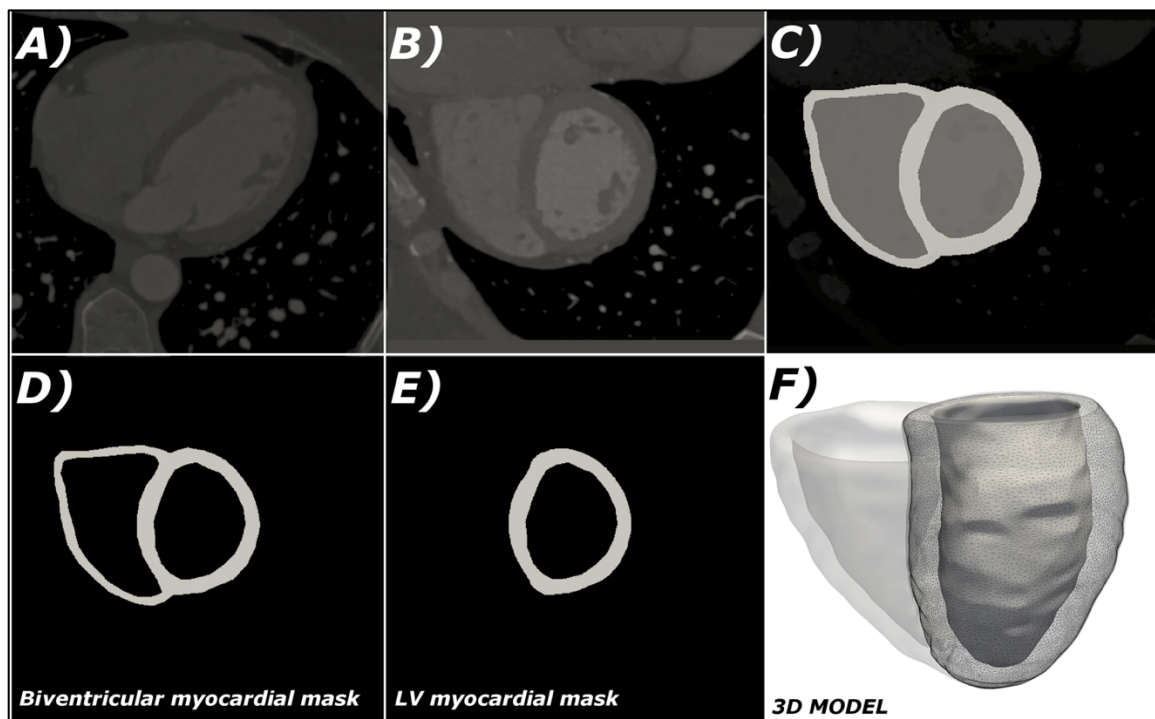 A)
B)
C)
D)
E)
F)
Biventricular myocardial mask
LV myocardial mask
3D MODEL